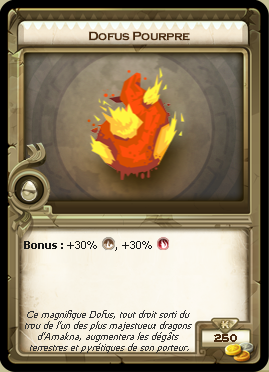 Dofus Pourpre
Bonus : +30% , +30%
Ce magnifique Dofus, tout droit sorti du
trou de l'un des plus majestueux dragons
d'Amakna, augmentera les dégâts
terrestres et pyrétiques de son porteur.
K
250